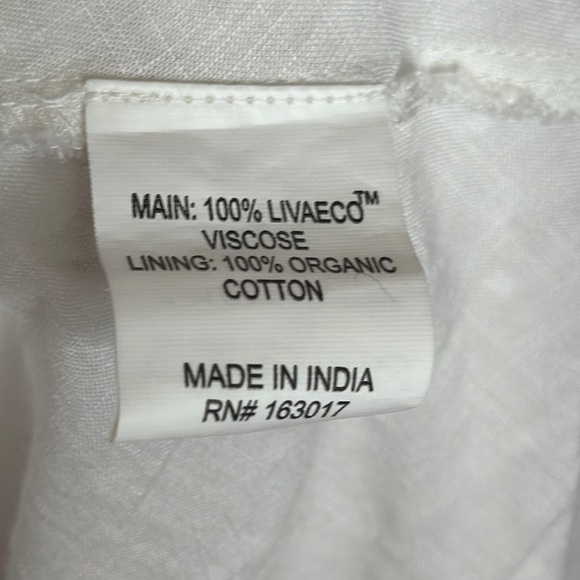 MAIN: 100% LIVAECO™
VISCOSE
LINING: 100% ORGANIC
COTTON
MADE IN INDIA
RN# 163017